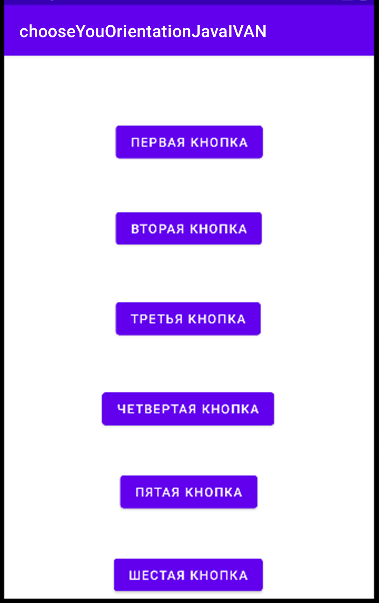 chooseYouOrientationJavaIVAN
ПЕРВАЯ КНОПКА
ВТОРАЯ КНОПКА
ТРЕТЬЯ КНОПКА
ЧЕТВЕРТАЯ КНОПКА
ПЯТАЯ КНОПКА
ШЕСТАЯ КНОПКА